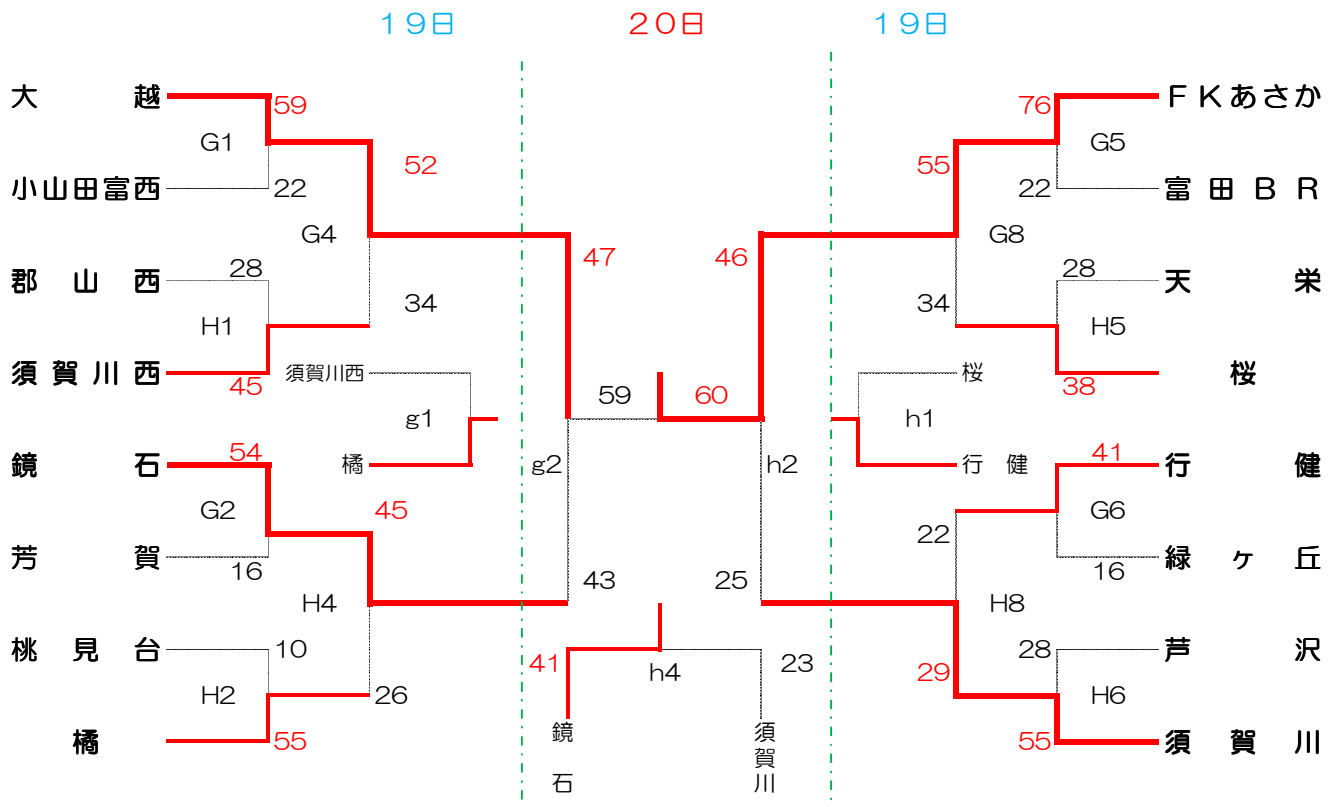 19日 20日 19日
大越 59 76 FKあさか
G1 52 55 G5
小山田富西 22 22 富田BR
G4 47 46 G8
郡山西 28 28 天栄
H1 34 34 H5
須賀川西 45 須賀川西 59 60 桜 38 桜
g1 h1
鏡石 54 橘 g2 h2 行健 41 行健
G2 45 G6
芳賀 16 43 25 22 16 緑ヶ丘
H4 H8
桃見台 10 41 h4 23 28 芦沢
H2 26 29 H6
橘 55 鏡石 須賀川 55 須賀川